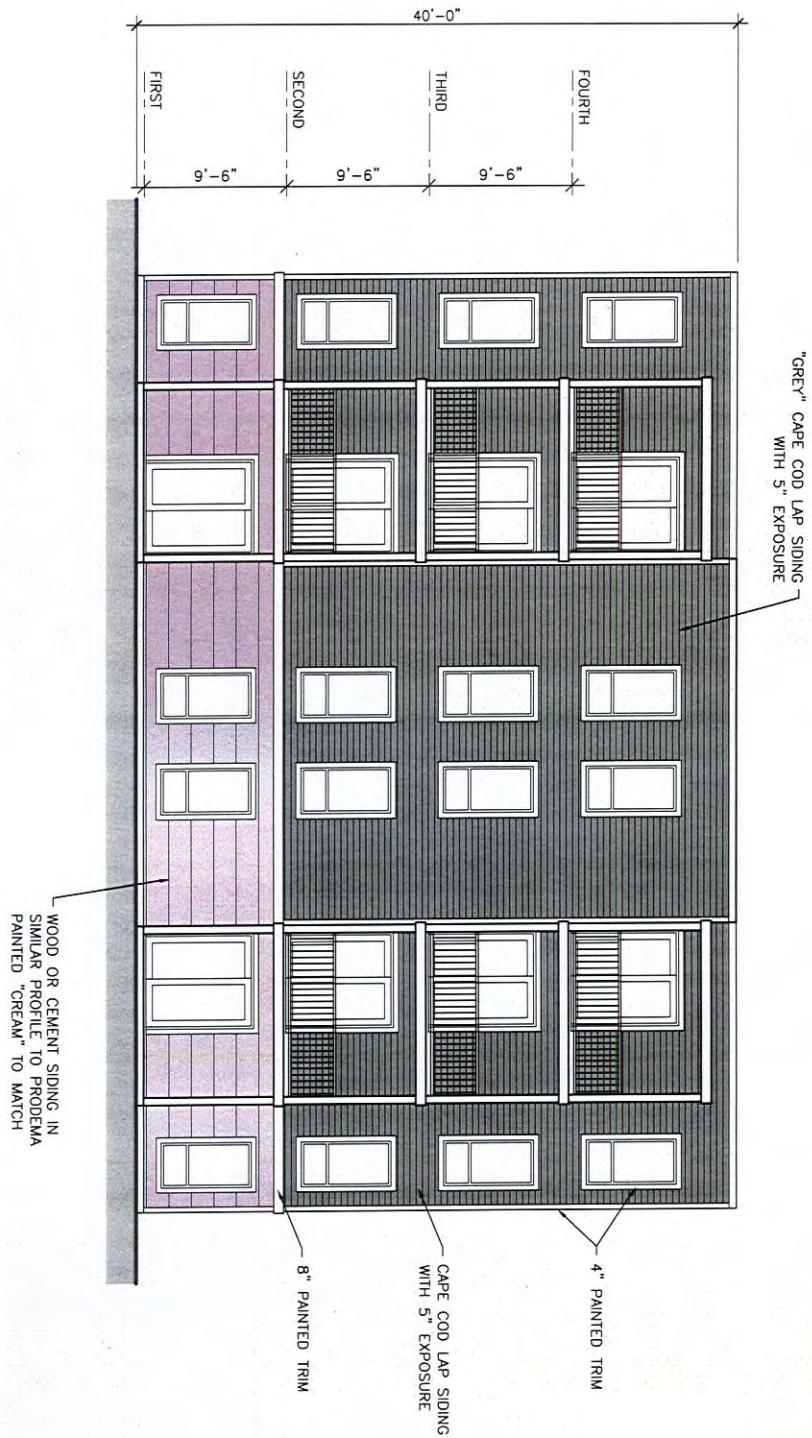 "GREY" CAPE COD LAP SIDING
WITH 5" EXPOSURE
40'-0"
FOURTH
THIRD
SECOND
FIRST
9'-6"
9'-6"
9'-6"
4" PAINTED TRIM
CAPE COD LAP SIDING
WITH 5" EXPOSURE
8" PAINTED TRIM
WOOD OR CEMENT SIDING IN
SIMILAR PROFILE TO PRODEMA
PAINTED "CREAM" TO MATCH